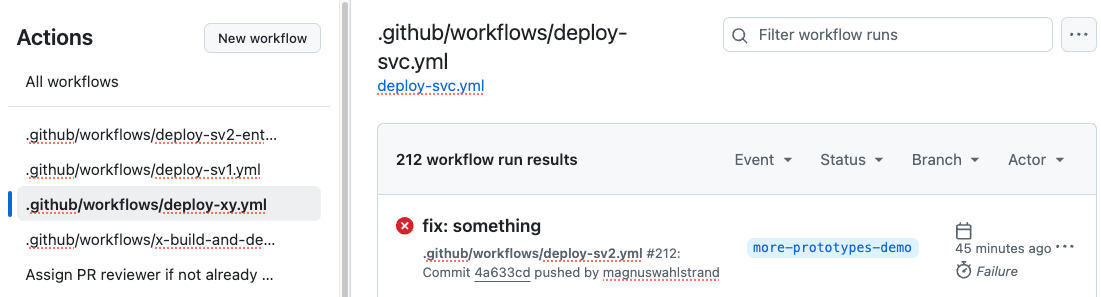 Actions
New workflow
All workflows
.github/workflows/deploy-sv2-ent...
.github/workflows/deploy-sv1.yml
.github/workflows/deploy-xy.yml
.github/workflows/x-build-and-de...
Assign PR reviewer if not already ...
.github/workflows/deploy-
svc.yml
deploy-svc.yml
Filter workflow runs
212 workflow run results
Event
Status
Branch
Actor
fix: something
.github/workflows/deploy-sv2.yml #212:
Commit 4a633cd pushed by magnuswahlstrand
more-prototypes-demo
45 minutes ago
Failure